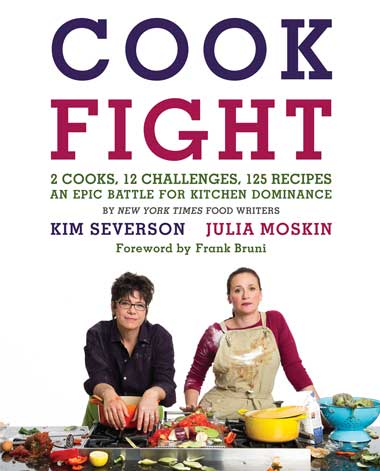 COOK
FIGHT
2 COOKS, 12 CHALLENGES, 125 RECIPES
AN EPIC BATTLE FOR KITCHEN DOMINANCE
BY NEW YORK TIMES FOOD WRITERS
KIM SEVERSON JULIA MOSKIN
Foreword by Frank Bruni